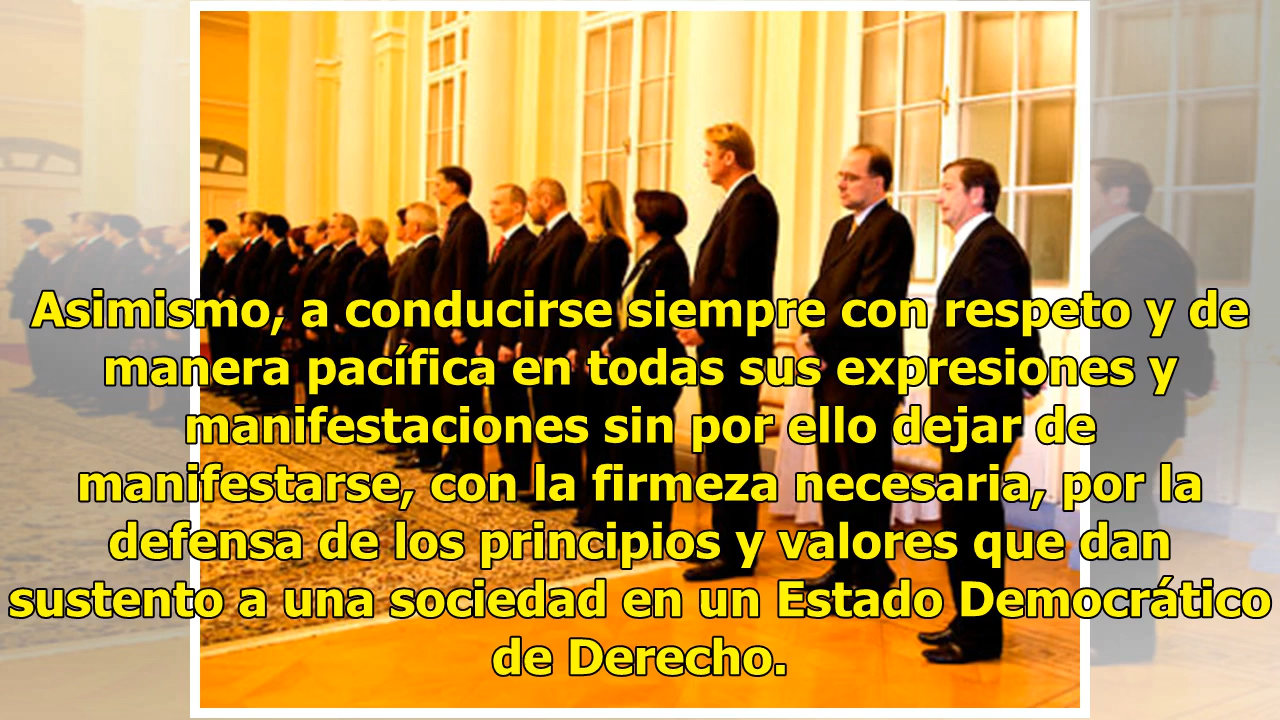 Asimismo, a conducirse siempre con respeto y de
manera pacífica en todas sus expresiones y
manifestaciones sin por ello dejar de
manifestarse, con la firmeza necesaria, por la
defensa de los principios y valores que dan
sustento a una sociedad en un Estado Democrático
de Derecho.